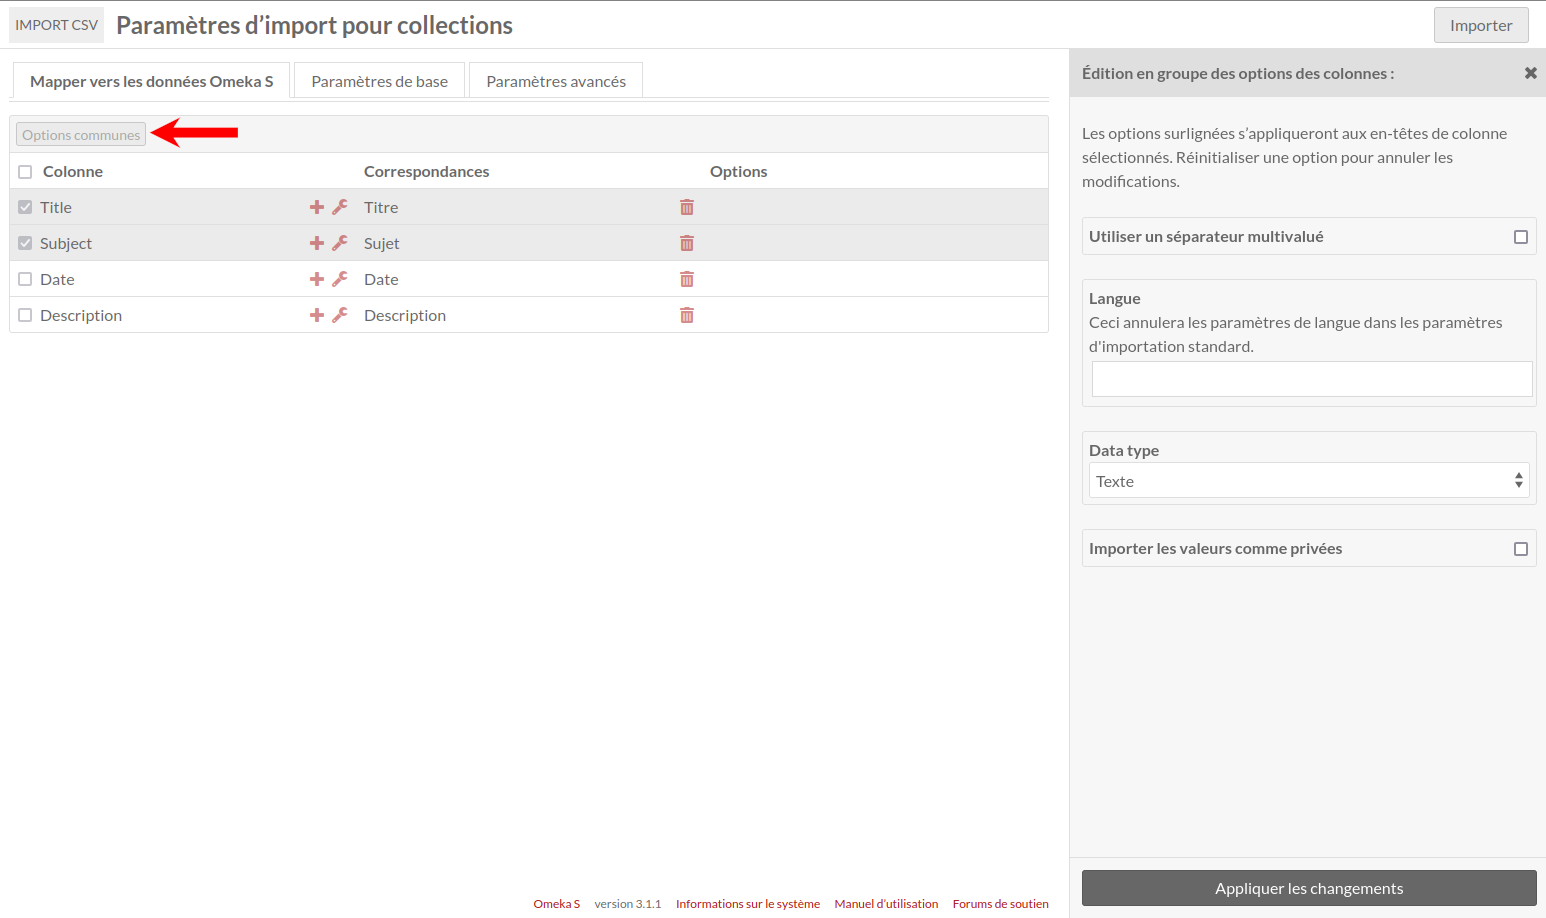 IMPORT CSV Paramètres d’import pour collections Importer
Mapper vers les données Omeka S Paramètres de base Paramètres avancés
Options communes
Colonne Correspondances Options
Title Titre
Subject Sujet
Date Date
Description Description
Édition en groupe des options des colonnes :
Les options surlignées s’appliqueront aux en-têtes de colonne
sélectionnés. Réinitialiser une option pour annuler les
modifications.
Utiliser un séparateur multivalué
Langue
Ceci annulera les paramètres de langue dans les paramètres
d'importation standard.
Data type
Texte
Importer les valeurs comme privées
Appliquer les changements
Omeka S version 3.1.1 Informations sur le système Manuel d’utilisation Forums de soutien